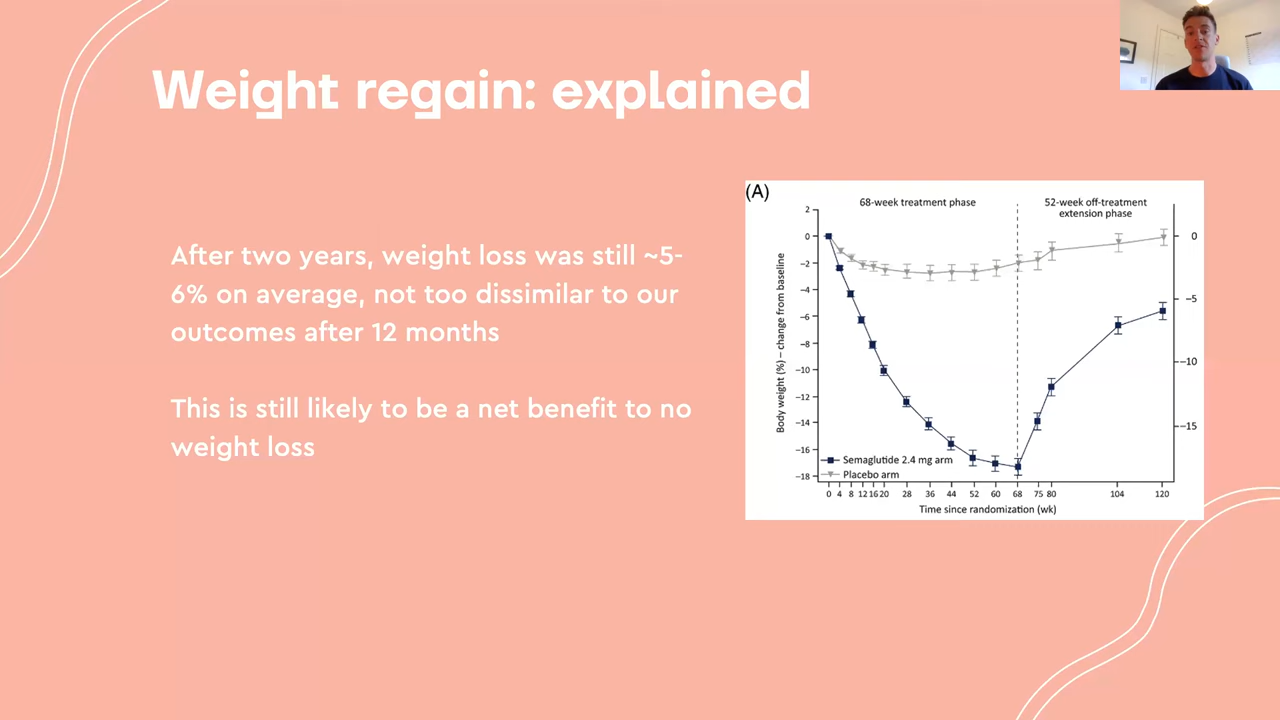 Weight regain: explained
After two years, weight loss was still ~5-
6% on average, not too dissimilar to our
outcomes after 12 months
This is still likely to be a net benefit to no
weight loss
(A)
68-week treatment phase
52-week off-treatment
extension phase
Body weight (%) – change from baseline
2
0
−2
−4
−6
−8
−10
−12
−14
−16
−18
0
−5
−10
−15
Semaglutide 2.4 mg arm
Placebo arm
0 4 8 12 16 20 28 36 44 52 60 68 75 80 104 120
Time since randomization (wk)